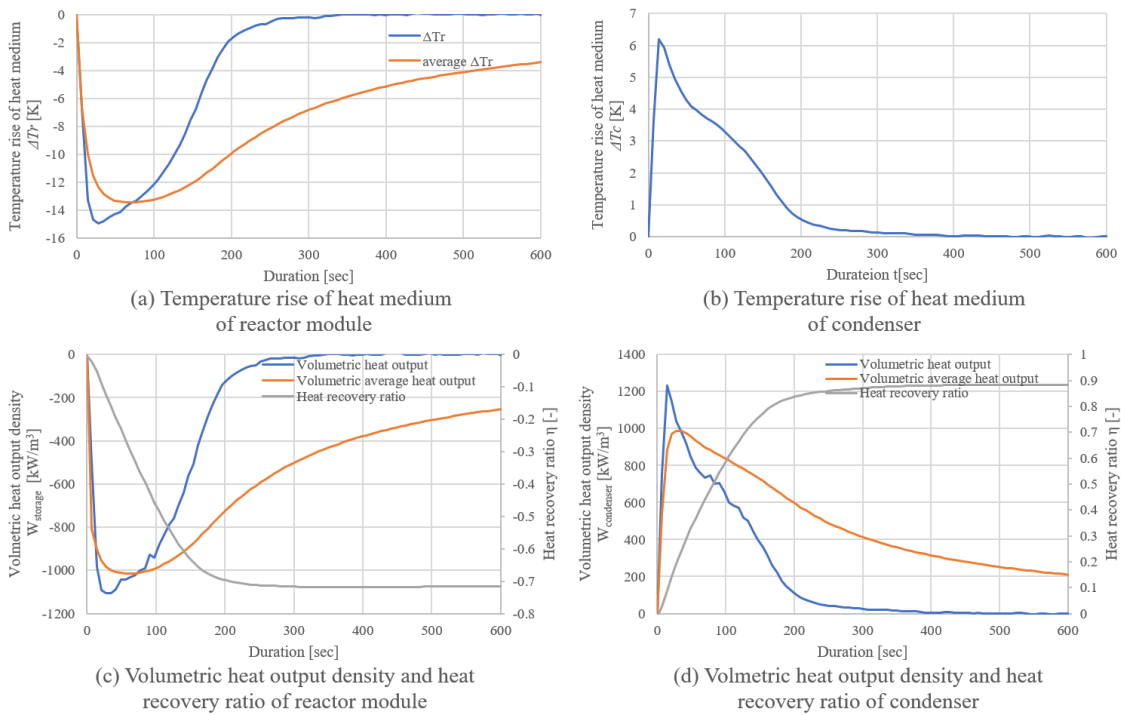 0
-2
-4
-6
-8
-10
-12
-14
-16
0
100
200
300
400
500
600
Temperature rise of heat medium
ΔTr [K]
Duration [sec]
ΔTr
average ΔTr
(a) Temperature rise of heat medium
of reactor module
7
6
5
4
3
2
1
0
0
100
200
300
400
500
600
Temperature rise of heat medium
ΔTc [K]
Durateion t[sec]
(b) Temperature rise of heat medium
of condenser
0
-200
-400
-600
-800
-1000
-1200
0
-0.1
-0.2
-0.3
-0.4
-0.5
-0.6
-0.7
-0.8
0
100
200
300
400
500
600
Volmetric heat output density
Wstorage [kW/m³]
Heat recovery ratio η [-]
Duration [sec]
Volumetric heat output
Volumetric average heat output
Heat recovery ratio
(c) Volumetric heat output density and heat
recovery ratio of reactor module
1400
1200
1000
800
600
400
200
0
1
0.9
0.8
0.7
0.6
0.5
0.4
0.3
0.2
0.1
0
0
100
200
300
400
500
600
Volumetric heat output density
Wcondenser [kW/m³]
Heat recovery ratio η [-]
Duration [sec]
Volumetric heat output
Volumetric average heat output
Heat recovery ratio
(d) Volmetric heat output density and heat
recovery ratio of condenser